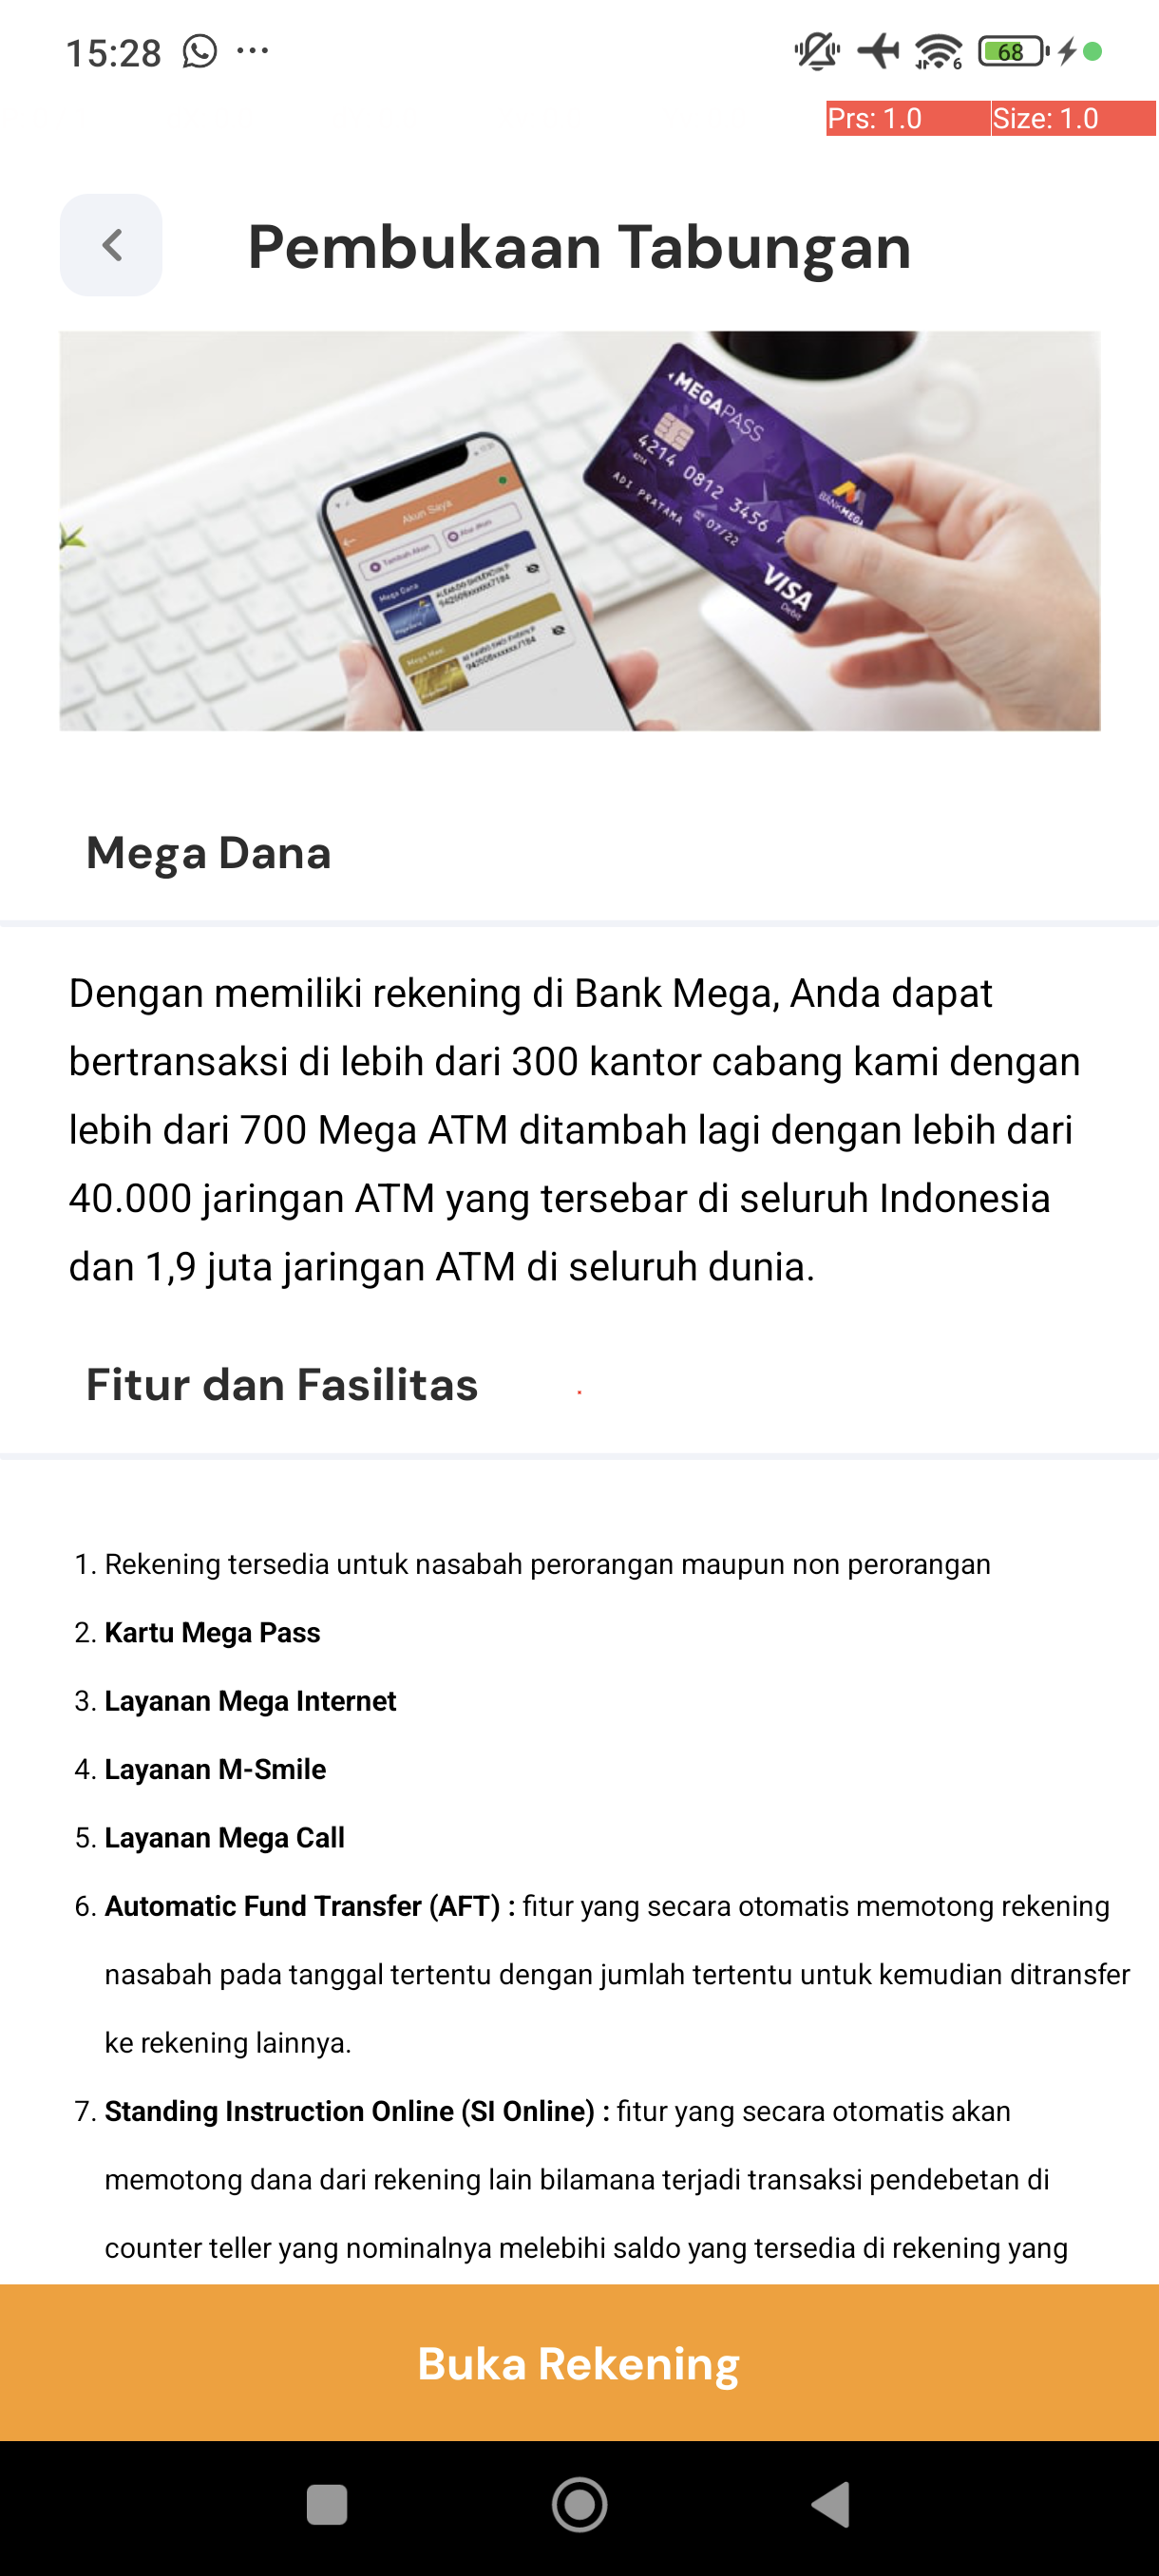 15:28
68
Prs: 1.0 Size: 1.0
Pembukaan Tabungan
MEGAPASS
4214 0812 3456 7
4214
07/22
ADI PRATAMA
BANK MEGA
VISA
Debit
Akun Saya
Tambah Akun
Mega Dana
Mega Maxi
Mega Dana
Dengan memiliki rekening di Bank Mega, Anda dapat
bertransaksi di lebih dari 300 kantor cabang kami dengan
lebih dari 700 Mega ATM ditambah lagi dengan lebih dari
40.000 jaringan ATM yang tersebar di seluruh Indonesia
dan 1,9 juta jaringan ATM di seluruh dunia.
Fitur dan Fasilitas
1. Rekening tersedia untuk nasabah perorangan maupun non perorangan
2. Kartu Mega Pass
3. Layanan Mega Internet
4. Layanan M-Smile
5. Layanan Mega Call
6. Automatic Fund Transfer (AFT) : fitur yang secara otomatis memotong rekening
nasabah pada tanggal tertentu dengan jumlah tertentu untuk kemudian ditransfer
ke rekening lainnya.
7. Standing Instruction Online (SI Online) : fitur yang secara otomatis akan
memotong dana dari rekening lain bilamana terjadi transaksi pendebetan di
counter teller yang nominalnya melebihi saldo yang tersedia di rekening yang
Buka Rekening